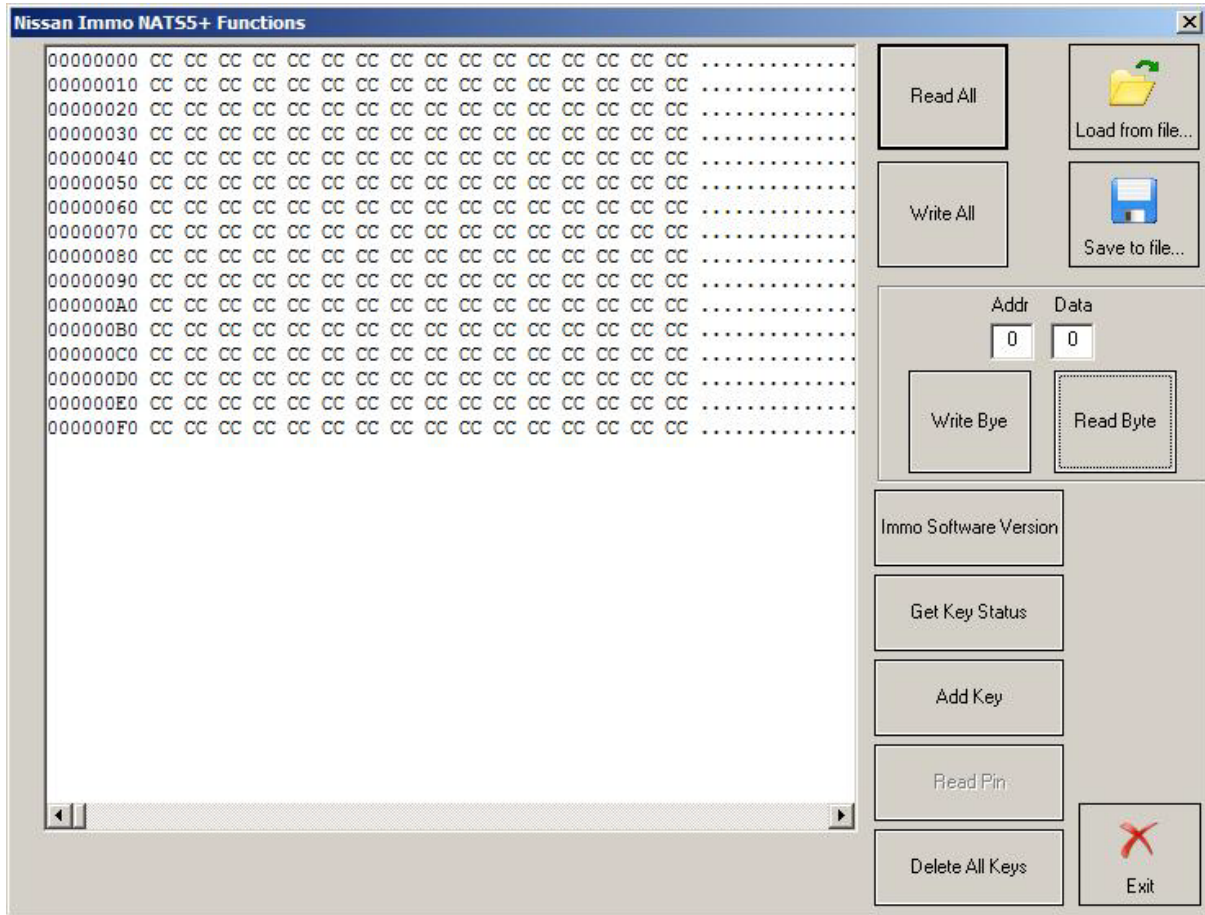 Nissan Immo NATS5+ Functions
00000000 CC CC CC CC CC CC CC CC CC CC CC CC CC CC CC CC ..............
00000010 CC CC CC CC CC CC CC CC CC CC CC CC CC CC CC CC ..............
00000020 CC CC CC CC CC CC CC CC CC CC CC CC CC CC CC CC ..............
00000030 CC CC CC CC CC CC CC CC CC CC CC CC CC CC CC CC ..............
00000040 CC CC CC CC CC CC CC CC CC CC CC CC CC CC CC CC ..............
00000050 CC CC CC CC CC CC CC CC CC CC CC CC CC CC CC CC ..............
00000060 CC CC CC CC CC CC CC CC CC CC CC CC CC CC CC CC ..............
00000070 CC CC CC CC CC CC CC CC CC CC CC CC CC CC CC CC ..............
00000080 CC CC CC CC CC CC CC CC CC CC CC CC CC CC CC CC ..............
00000090 CC CC CC CC CC CC CC CC CC CC CC CC CC CC CC CC ..............
000000A0 CC CC CC CC CC CC CC CC CC CC CC CC CC CC CC CC ..............
000000B0 CC CC CC CC CC CC CC CC CC CC CC CC CC CC CC CC ..............
000000C0 CC CC CC CC CC CC CC CC CC CC CC CC CC CC CC CC ..............
000000D0 CC CC CC CC CC CC CC CC CC CC CC CC CC CC CC CC ..............
000000E0 CC CC CC CC CC CC CC CC CC CC CC CC CC CC CC CC ..............
000000F0 CC CC CC CC CC CC CC CC CC CC CC CC CC CC CC CC ..............
Read All
Load from file...
Write All
Save to file...
Addr Data
0 0
Write Bye
Read Byte
Immo Software Version
Get Key Status
Add Key
Read Pin
Delete All Keys
Exit